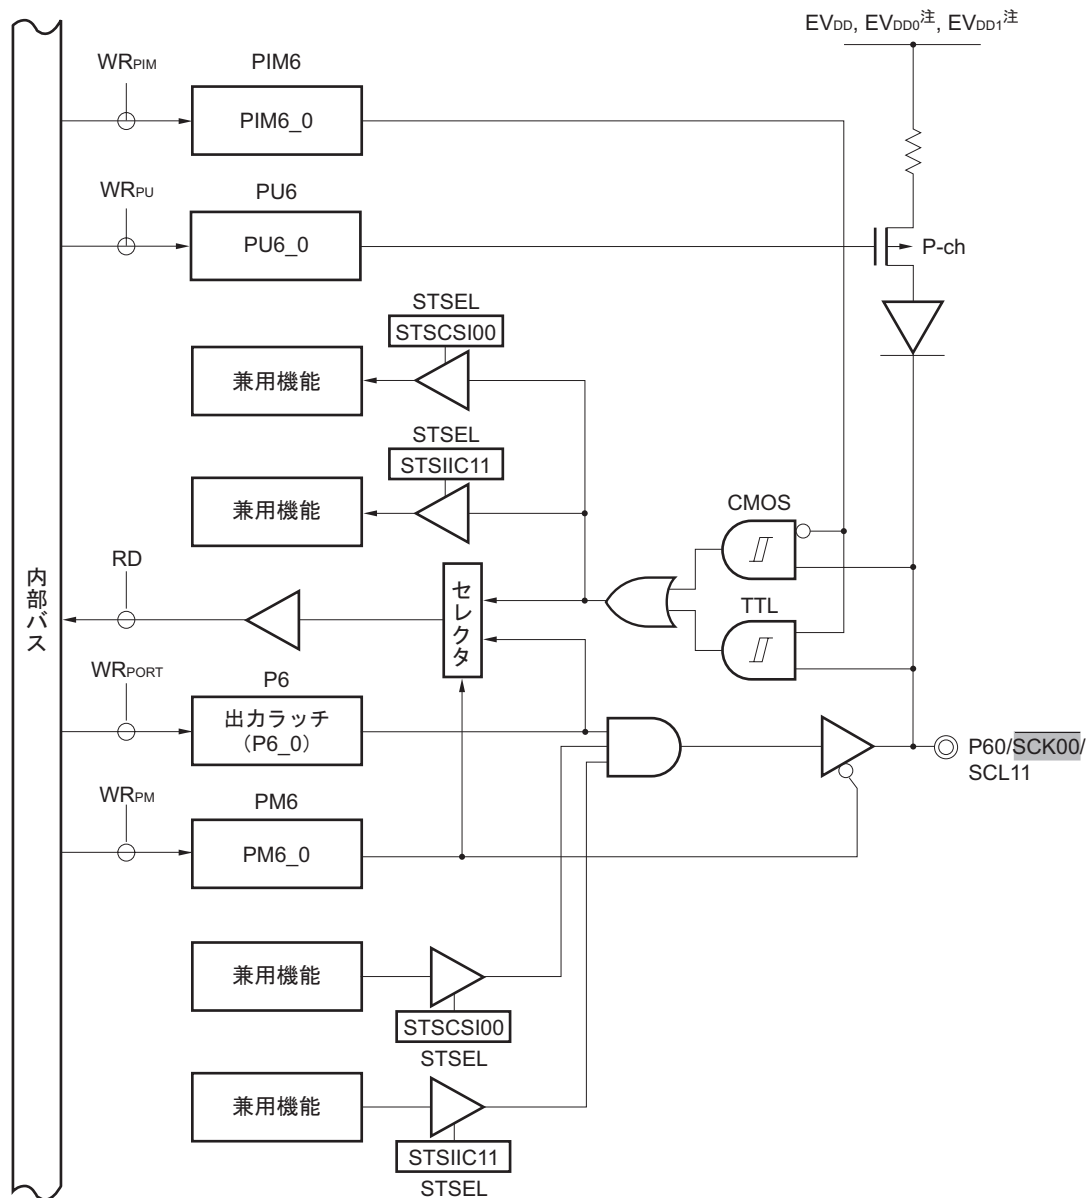 EVDD, EVDD0注, EVDD1注
WRPIM
PIM6
PIM6_0
WRPU
PU6
PU6_0
P-ch
STSEL
STSCSI00
兼用機能
STSEL
STSIIC11
兼用機能
CMOS
RD
セレクタ
TTL
内部バス
WRPORT
P6
出力ラッチ
（P6_0）
P60/SCK00/
SCL11
WRPM
PM6
PM6_0
兼用機能
STSCSI00
STSEL
兼用機能
STSIIC11
STSEL